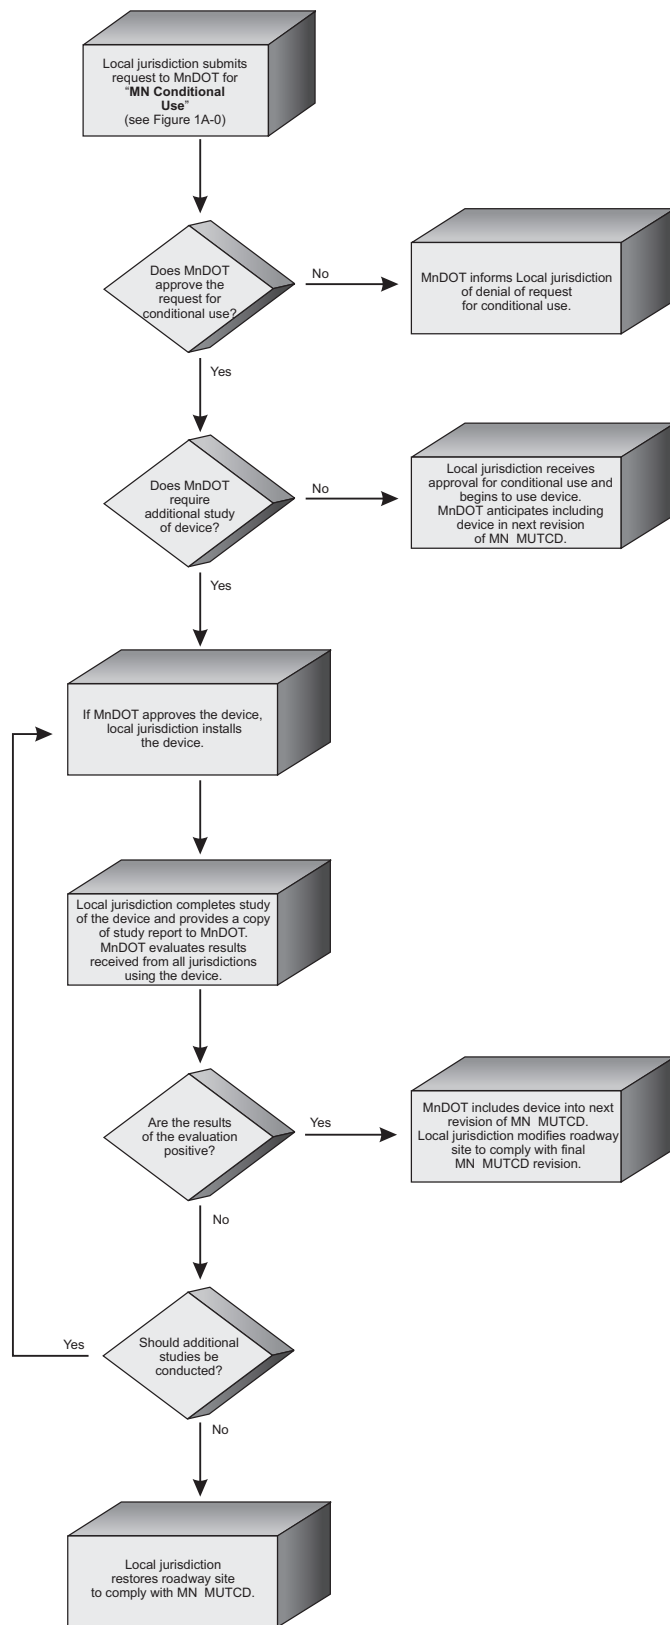 Local jurisdiction submits
request to MnDOT for
"MN Conditional
Use"
(see Figure 1A-0)
Does MnDOT
approve the
request for
conditional use?
No
MnDOT informs Local jurisdiction
of denial of request
for conditional use.
Yes
Does MnDOT
require
additional study
of device?
No
Local jurisdiction receives
approval for conditional use and
begins to use device.
MnDOT anticipates including
device in next revision
of MN MUTCD.
Yes
If MnDOT approves the device,
local jurisdiction installs
the device.
Local jurisdiction completes study
of the device and provides a copy
of study report to MnDOT.
MnDOT evaluates results
received from all jurisdictions
using the device.
Are the results
of the evaluation
positive?
Yes
MnDOT includes device into next
revision of MN MUTCD.
Local jurisdiction modifies roadway
site to comply with final
MN MUTCD revision.
No
Should additional
studies be
conducted?
Yes
No
Local jurisdiction
restores roadway site
to comply with MN MUTCD.